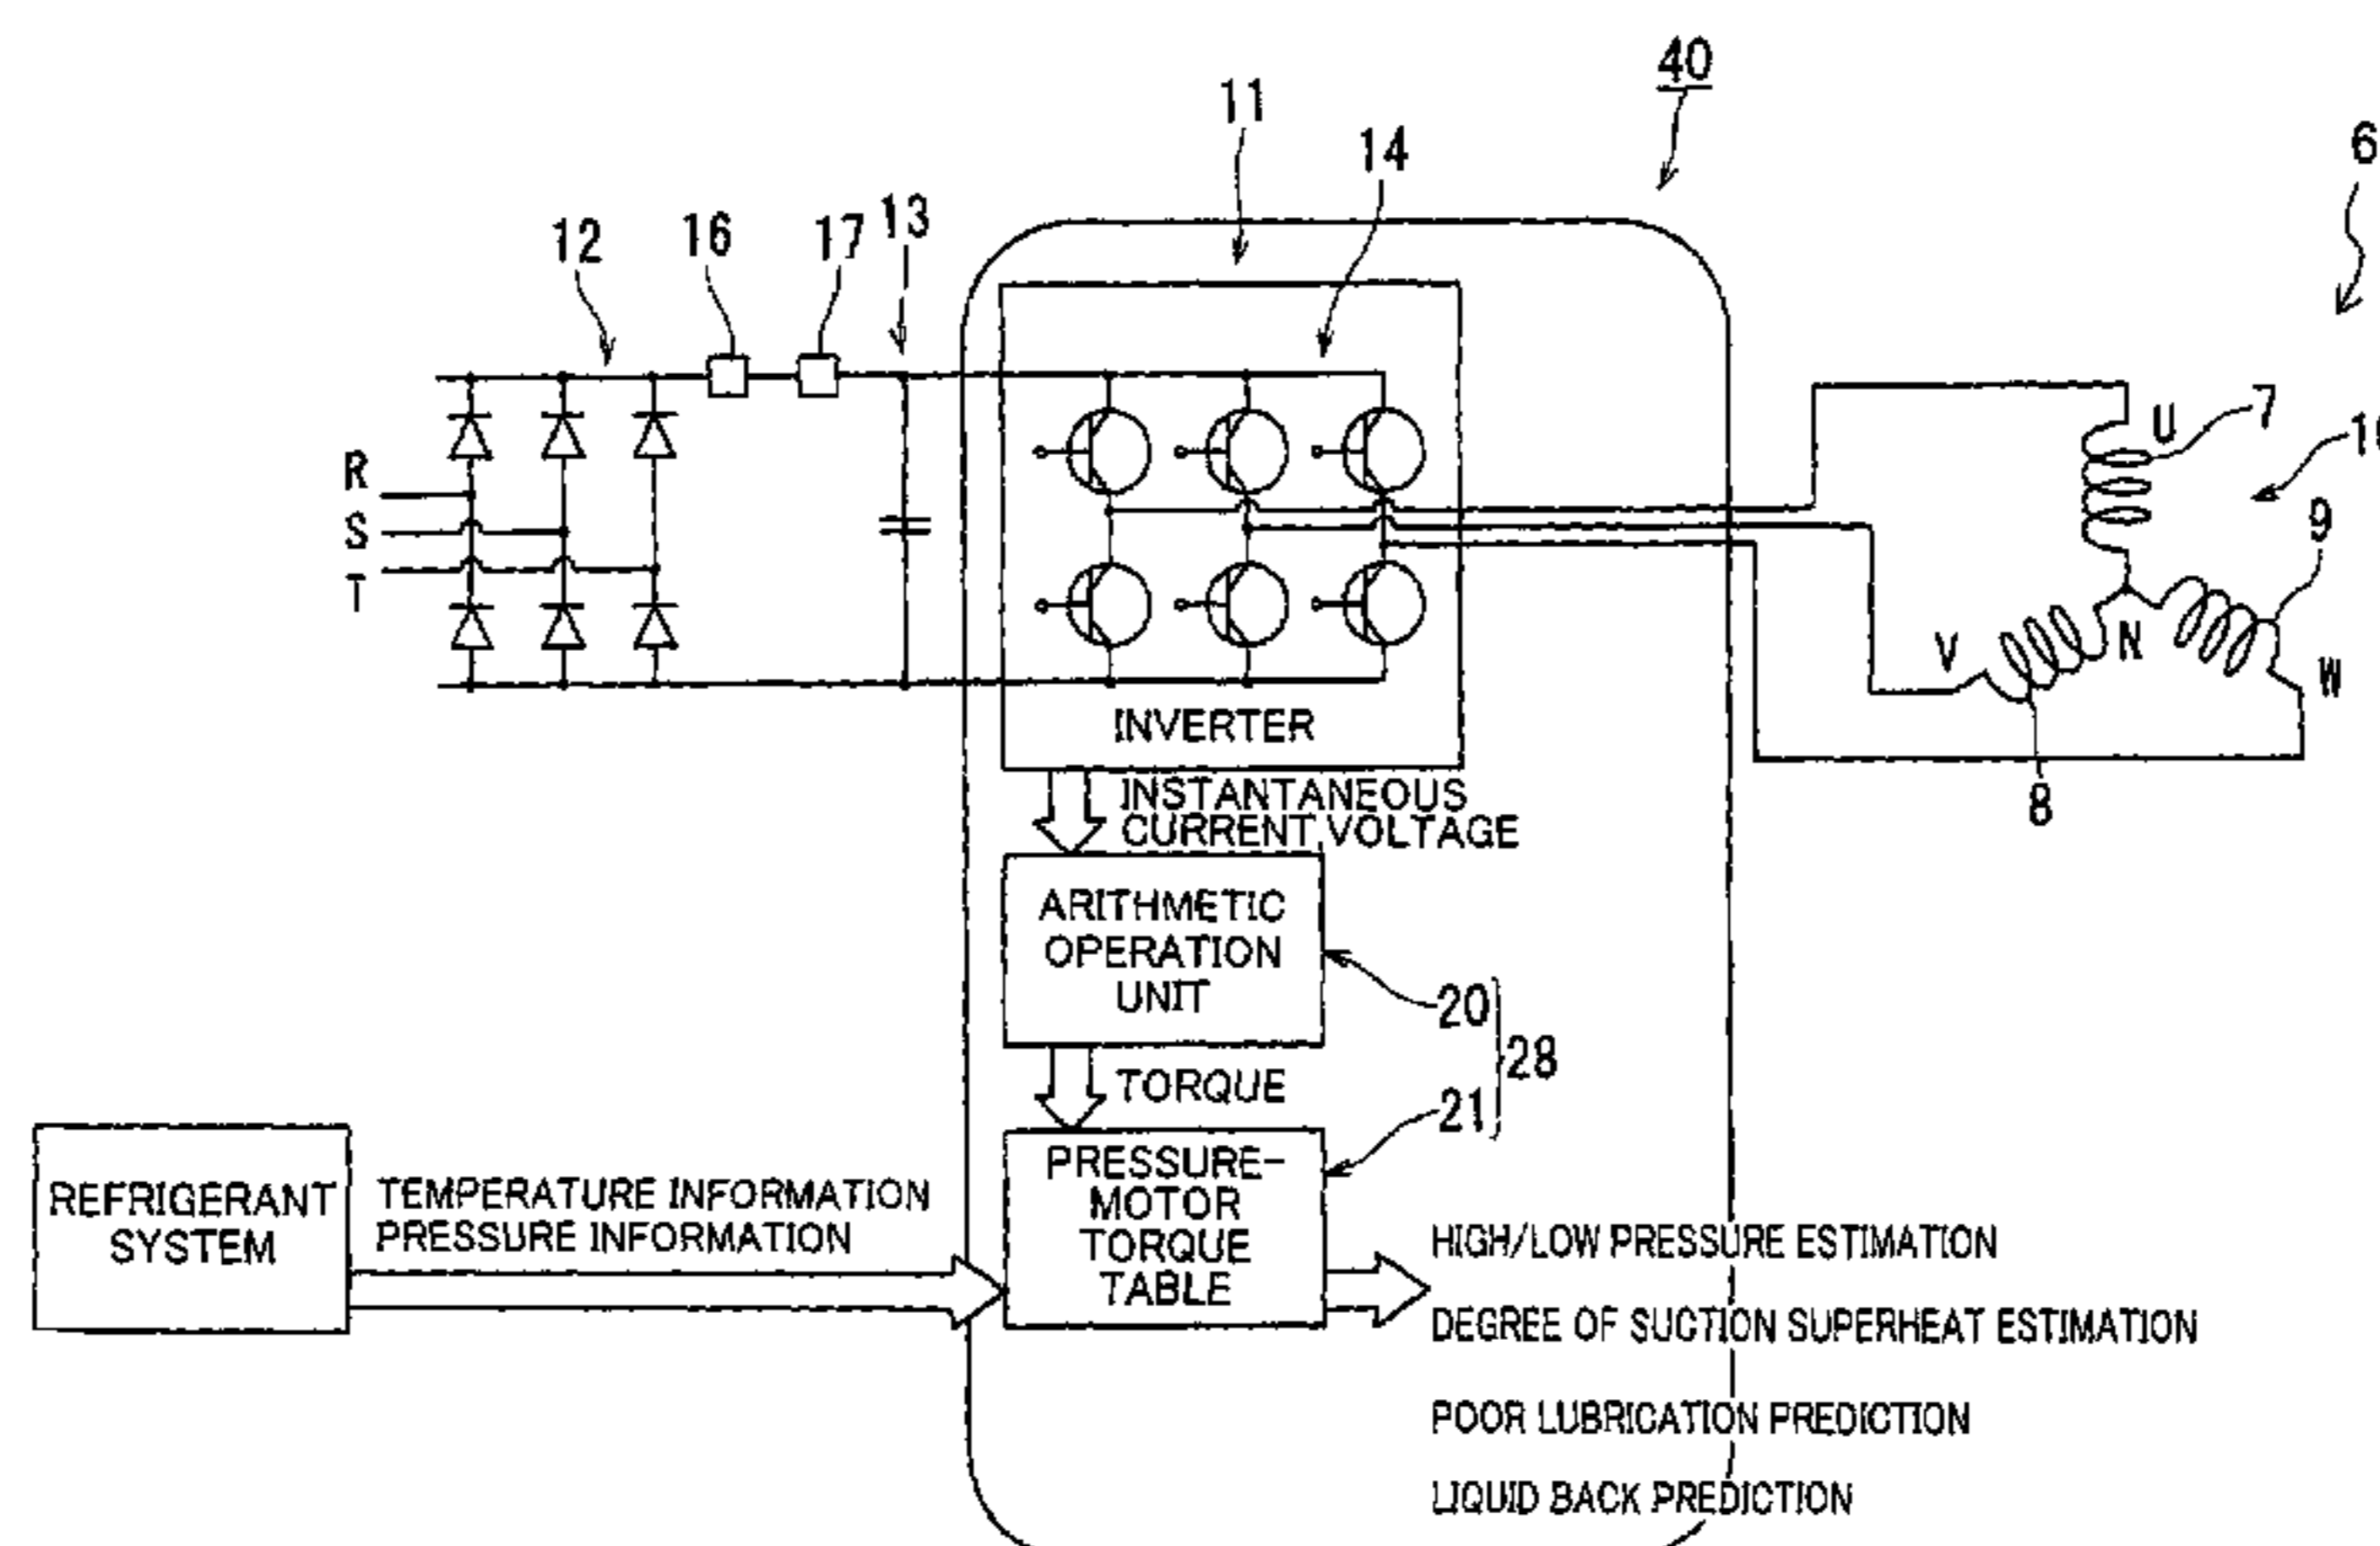 40
11
6
14
12
16
17
13
U
7
R
9
S
T
V
N
W
INVERTER
8
INSTANTANEOUS
CURRENT VOLTAGE
ARITHMETIC
OPERATION
UNIT
20
28
TORQUE
21
PRESSURE-
MOTOR
TORQUE
TABLE
REFRIGERANT
SYSTEM
TEMPERATURE INFORMATION
PRESSURE INFORMATION
HIGH/LOW PRESSURE ESTIMATION
DEGREE OF SUCTION SUPERHEAT ESTIMATION
POOR LUBRICATION PREDICTION
LIQUID BACK PREDICTION